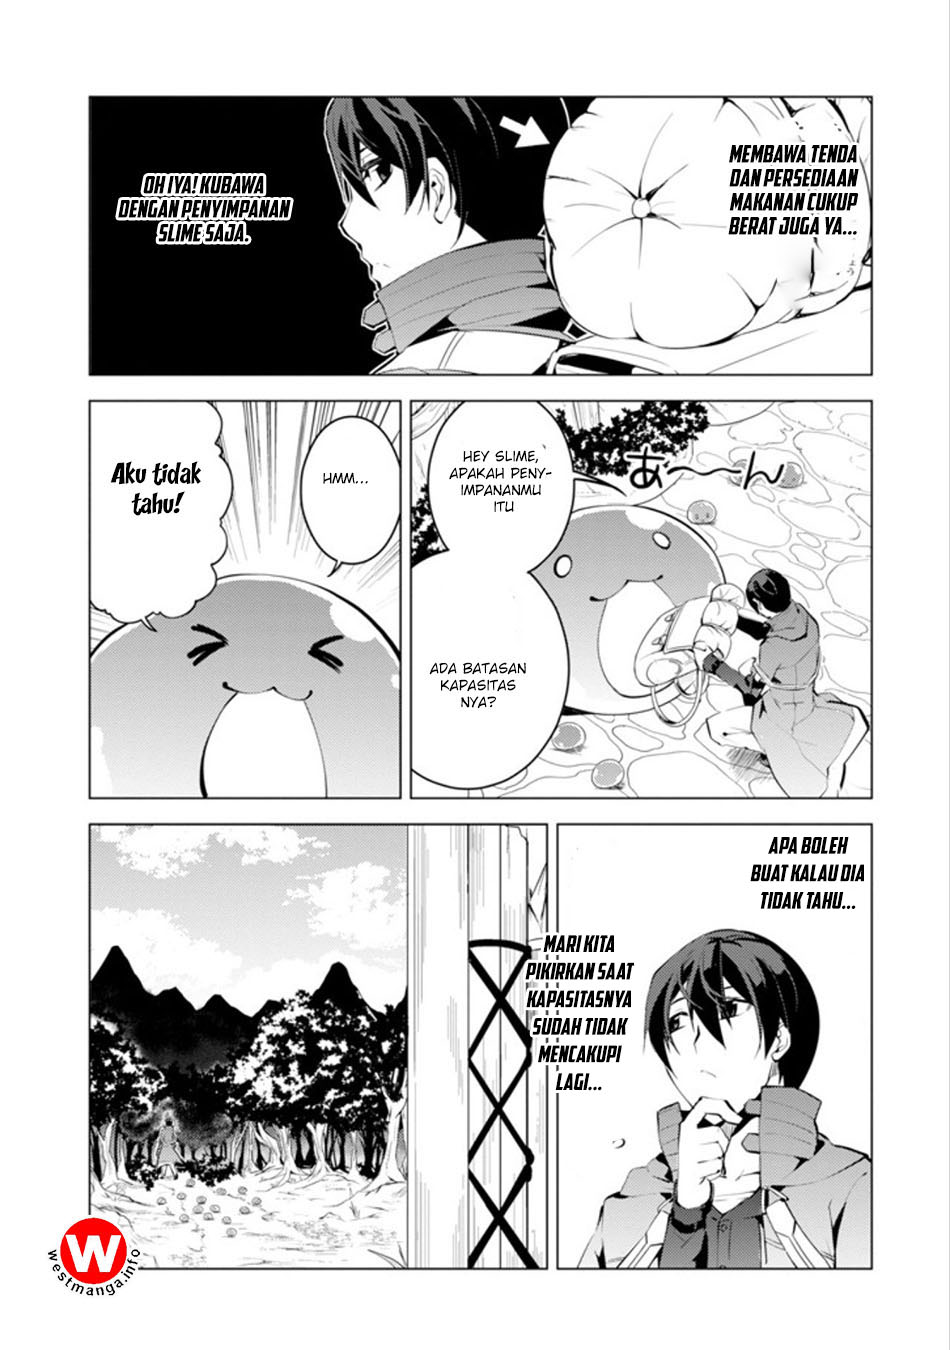 MEMBAWA TENDA
DAN PERSEDIAAN
MAKANAN CUKUP
BERAT JUGA YA...
OH IYA! KUBAWA
DENGAN PENYIMPANAN
SLIME SAJA.
HEY SLIME,
APAKAH PENY-
IMPANANMU
ITU
あ〜〜ん
ADA BATASAN
KAPASITAS
NYA?
HMM...
Aku tidak
tahu!
APA BOLEH
BUAT KALAU DIA
TIDAK TAHU...
MARI KITA
PIKIRKAN SAAT
KAPASITASNYA
SUDAH TIDAK
MENCAKUPI
LAGI...
W
westmanga.info